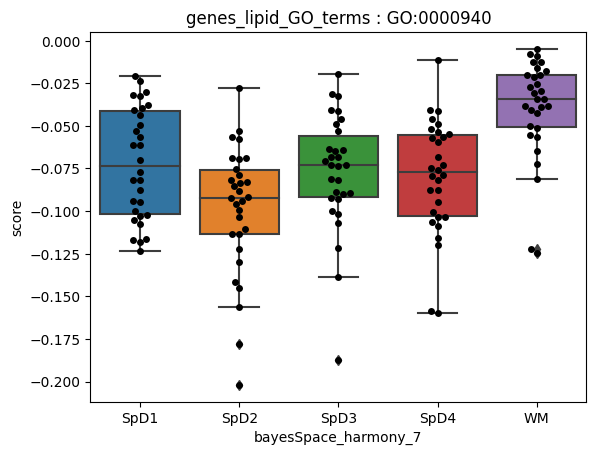 genes_lipid_GO_terms : GO:0000940
0.000
−0.025
−0.050
−0.075
−0.100
−0.125
−0.150
−0.175
−0.200
score
SpD1 SpD2 SpD3 SpD4 WM
bayesSpace_harmony_7